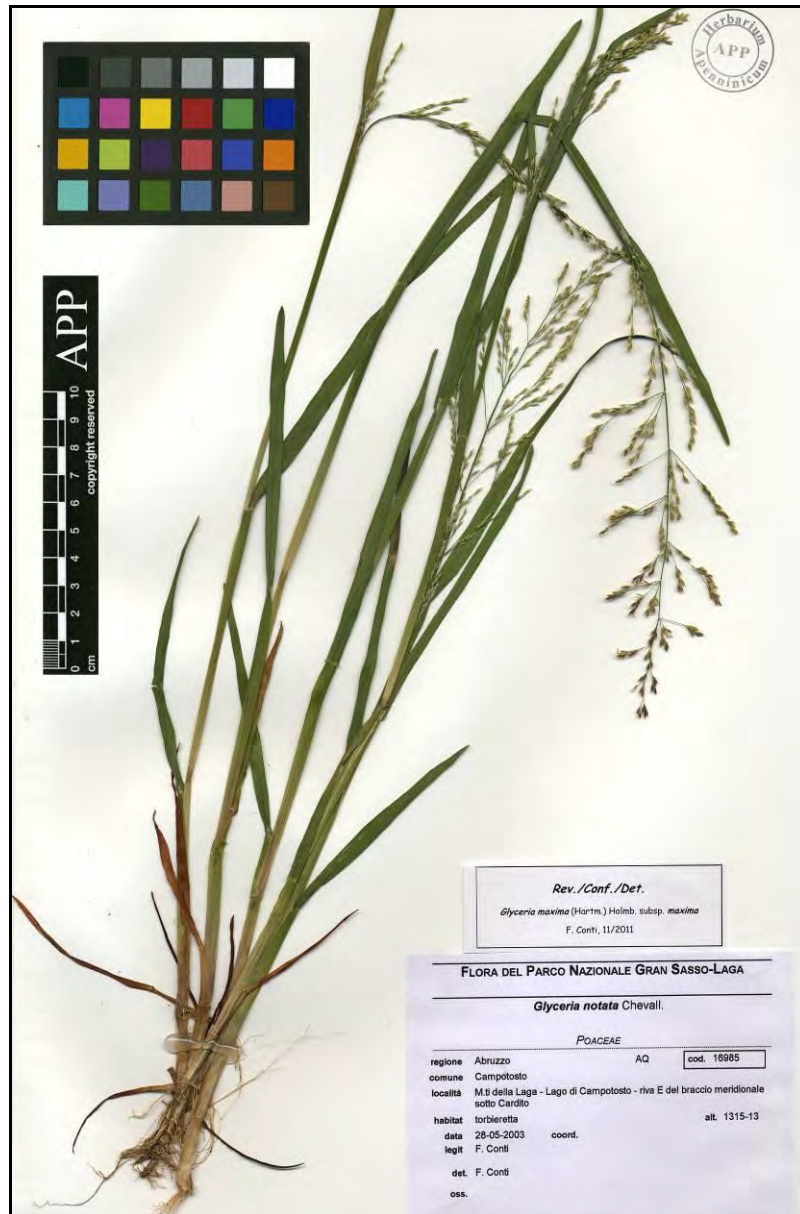 Herbarium
APP
Apenninicum
APP
copyright reserved
0 1 2 3 4 5 6 7 8 9 10
cm
Rev./Conf./Det.
Glyceria maxima (Hartm.) Holmb. subsp. maxima
F. Conti, 11/2011
FLORA DEL PARCO NAZIONALE GRAN SASSO-LAGA
Glyceria notata Chevall.
POACEAE
regione Abruzzo AQ cod. 16985
comune Campotosto
località M.ti della Laga - Lago di Campotosto - riva E del braccio meridionale
sotto Cardito
habitat torbieretta alt. 1315-13
data 28-05-2003 coord.
legit F. Conti
det. F. Conti
oss.